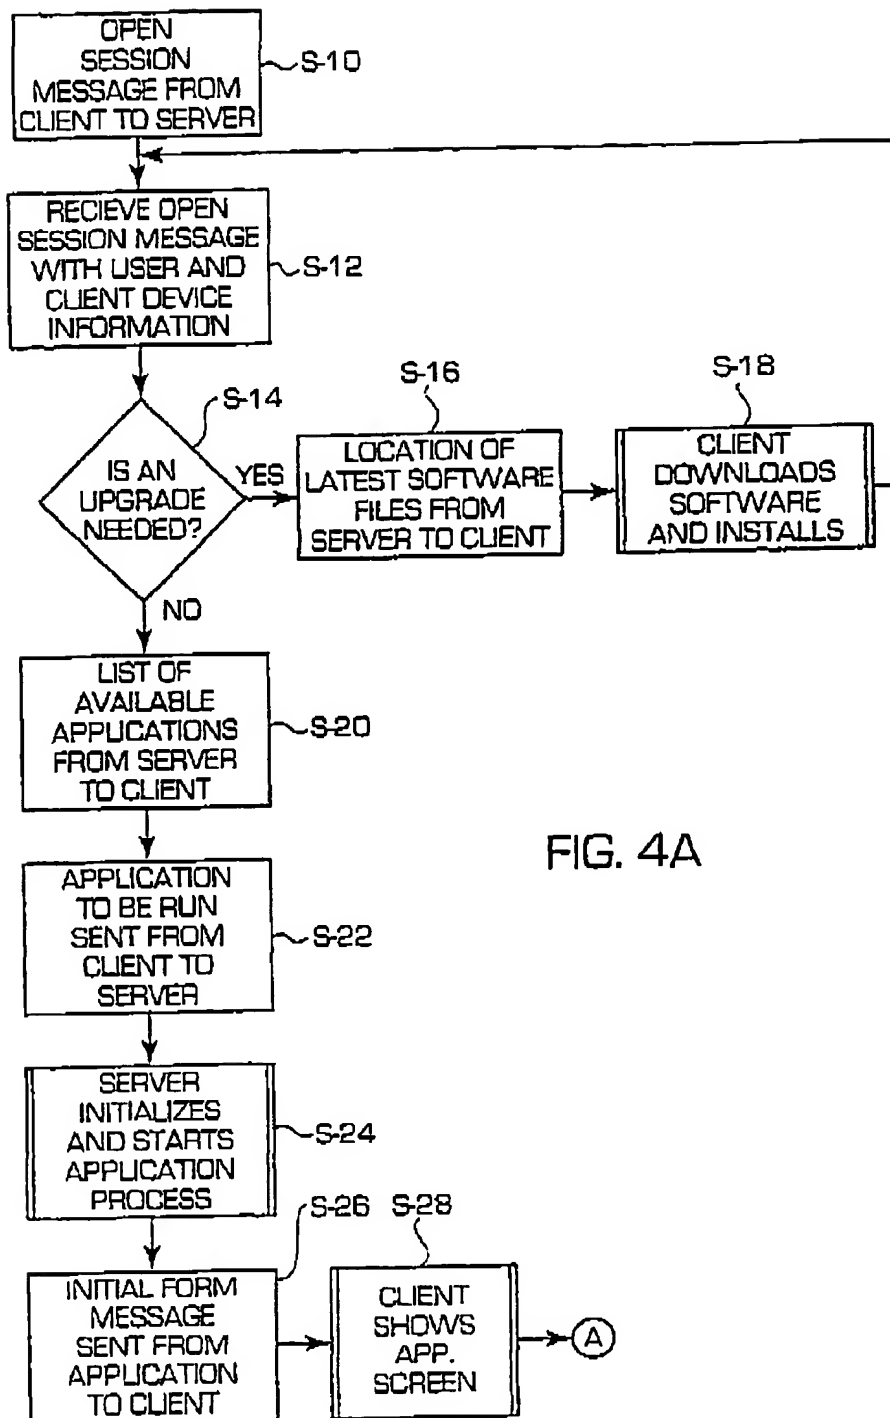 OPEN
SESSION
MESSAGE FROM
CLIENT TO SERVER
S-10
RECIEVE OPEN
SESSION MESSAGE
WITH USER AND
CLIENT DEVICE
INFORMATION
S-12
S-14
IS AN
UPGRADE
NEEDED?
YES
NO
S-16
LOCATION OF
LATEST SOFTWARE
FILES FROM
SERVER TO CLIENT
S-18
CLIENT
DOWNLOADS
SOFTWARE
AND INSTALLS
LIST OF
AVAILABLE
APPLICATIONS
FROM SERVER
TO CLIENT
S-20
FIG. 4A
APPLICATION
TO BE RUN
SENT FROM
CLIENT TO
SERVER
S-22
SERVER
INITIALIZES
AND STARTS
APPLICATION
PROCESS
S-24
S-26
INITIAL FORM
MESSAGE
SENT FROM
APPLICATION
TO CLIENT
S-28
CLIENT
SHOWS
APP.
SCREEN
A